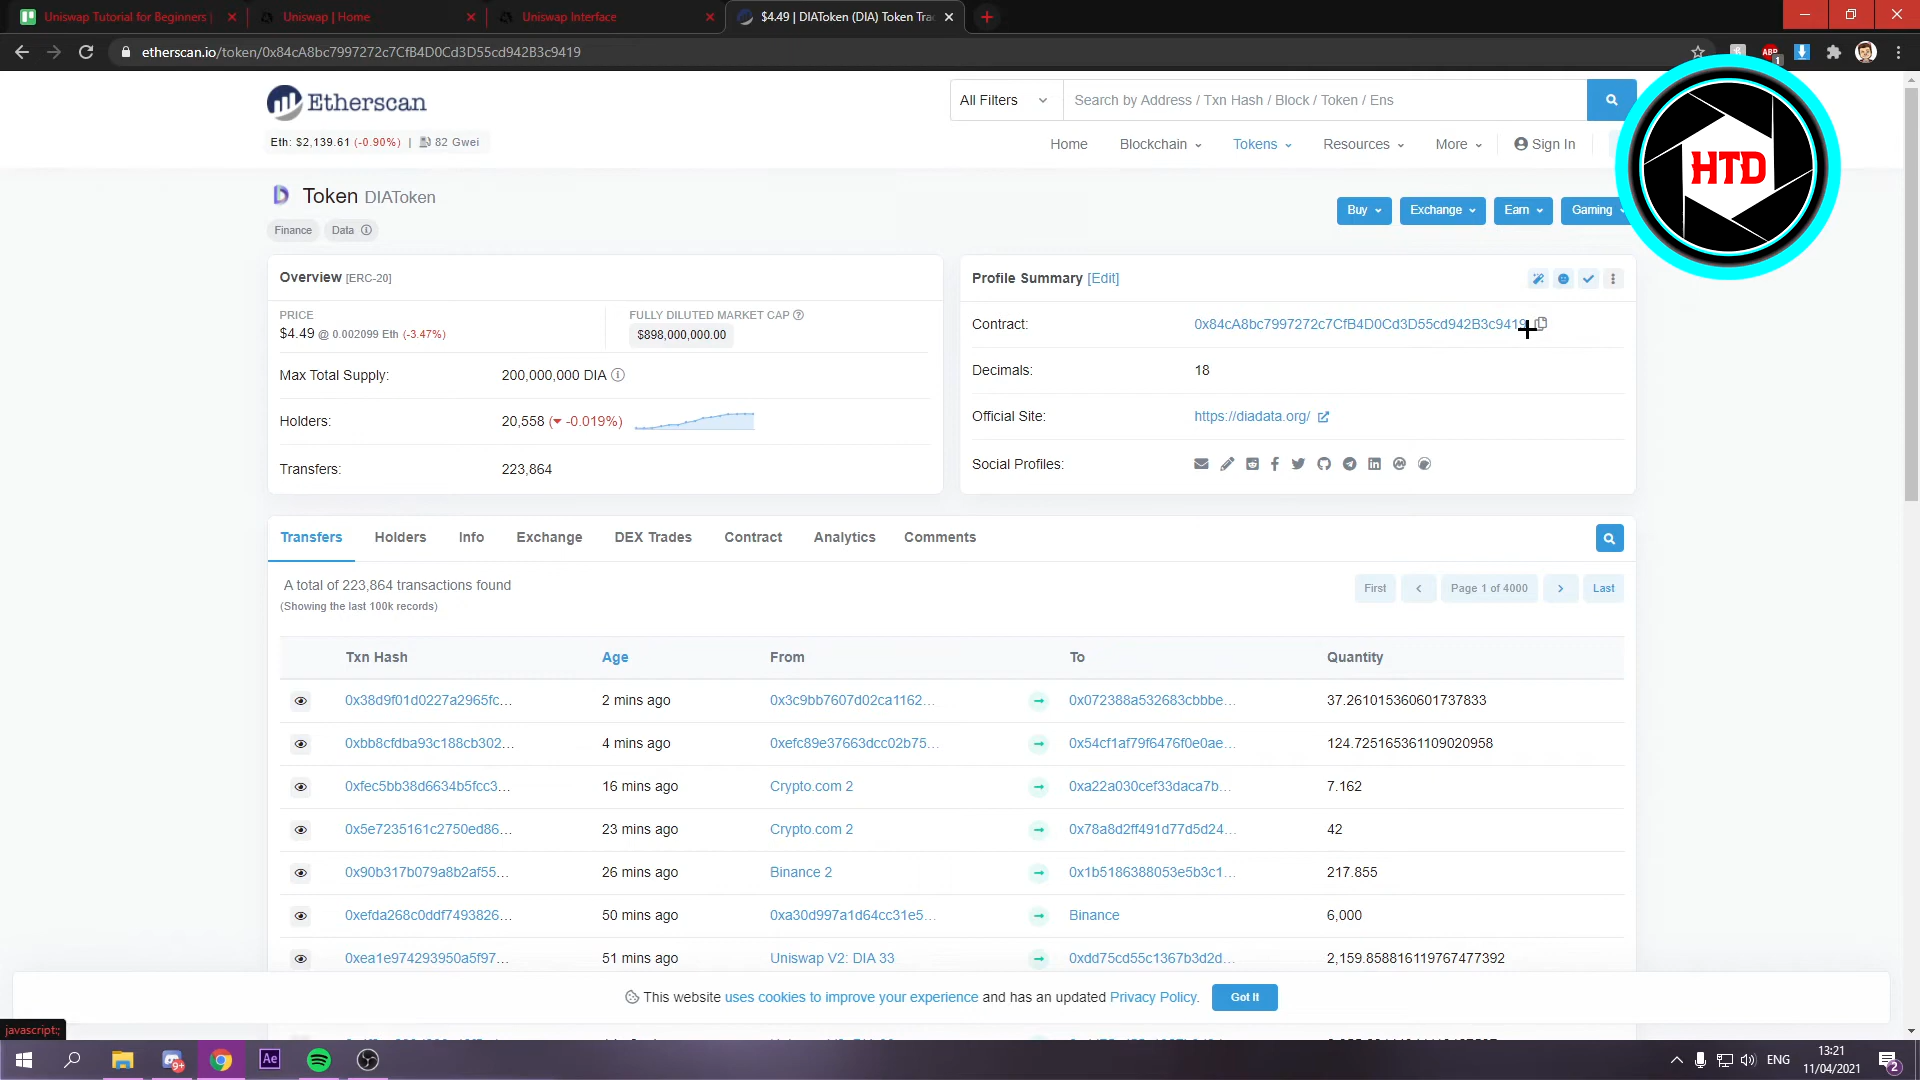 Uniswap Tutorial for Beginners |
Uniswap | Home
Uniswap Interface
$4.49 | DIAToken (DIA) Token Tra
etherscan.io/token/0x84cA8bc7997272c7CfB4D0Cd3D55cd942B3c9419
ABP
1
Etherscan
All Filters
Search by Address / Txn Hash / Block / Token / Ens
Eth: $2,139.61 (-0.90%) | 82 Gwei
Home
Blockchain
Tokens
Resources
More
Sign In
HTD
Token DIAToken
Finance
Data
Buy
Exchange
Earn
Gaming
Overview [ERC-20]
PRICE
$4.49 @ 0.002099 Eth (-3.47%)
FULLY DILUTED MARKET CAP
$898,000,000.00
Max Total Supply:
200,000,000 DIA
Holders:
20,558 (-0.019%)
Transfers:
223,864
Profile Summary [Edit]
Contract:
0x84cA8bc7997272c7CfB4D0Cd3D55cd942B3c9419
Decimals:
18
Official Site:
https://diadata.org/
Social Profiles:
Transfers
Holders
Info
Exchange
DEX Trades
Contract
Analytics
Comments
A total of 223,864 transactions found
(Showing the last 100k records)
First
Page 1 of 4000
Last
Txn Hash Age From To Quantity
0x38d9f01d0227a2965fc... 2 mins ago 0x3c9bb7607d02ca1162... 0x072388a532683cbbbe... 37.261015360601737833
0xbb8cfdba93c188cb302... 4 mins ago 0xefc89e37663dcc02b75... 0x54cf1af79f6476f0e0ae... 124.725165361109020958
0xfec5bb38d6634b5fcc3... 16 mins ago Crypto.com 2 0xa22a030cef33daca7b... 7.162
0x5e7235161c2750ed86... 23 mins ago Crypto.com 2 0x78a8d2ff491d77d5d24... 42
0x90b317b079a8b2af55... 26 mins ago Binance 2 0x1b5186388053e5b3c1... 217.855
0xefda268c0ddf7493826... 50 mins ago 0xa30d997a1d64cc31e5... Binance 6,000
0xea1e974293950a5f97... 51 mins ago Uniswap V2: DIA 33 0xdd75cd55c1367b3d2d... 2,159.858816119767477392
This website uses cookies to improve your experience and has an updated Privacy Policy.
Got It
javascript:;
9+
Ae
ENG
13:21
11/04/2021
2